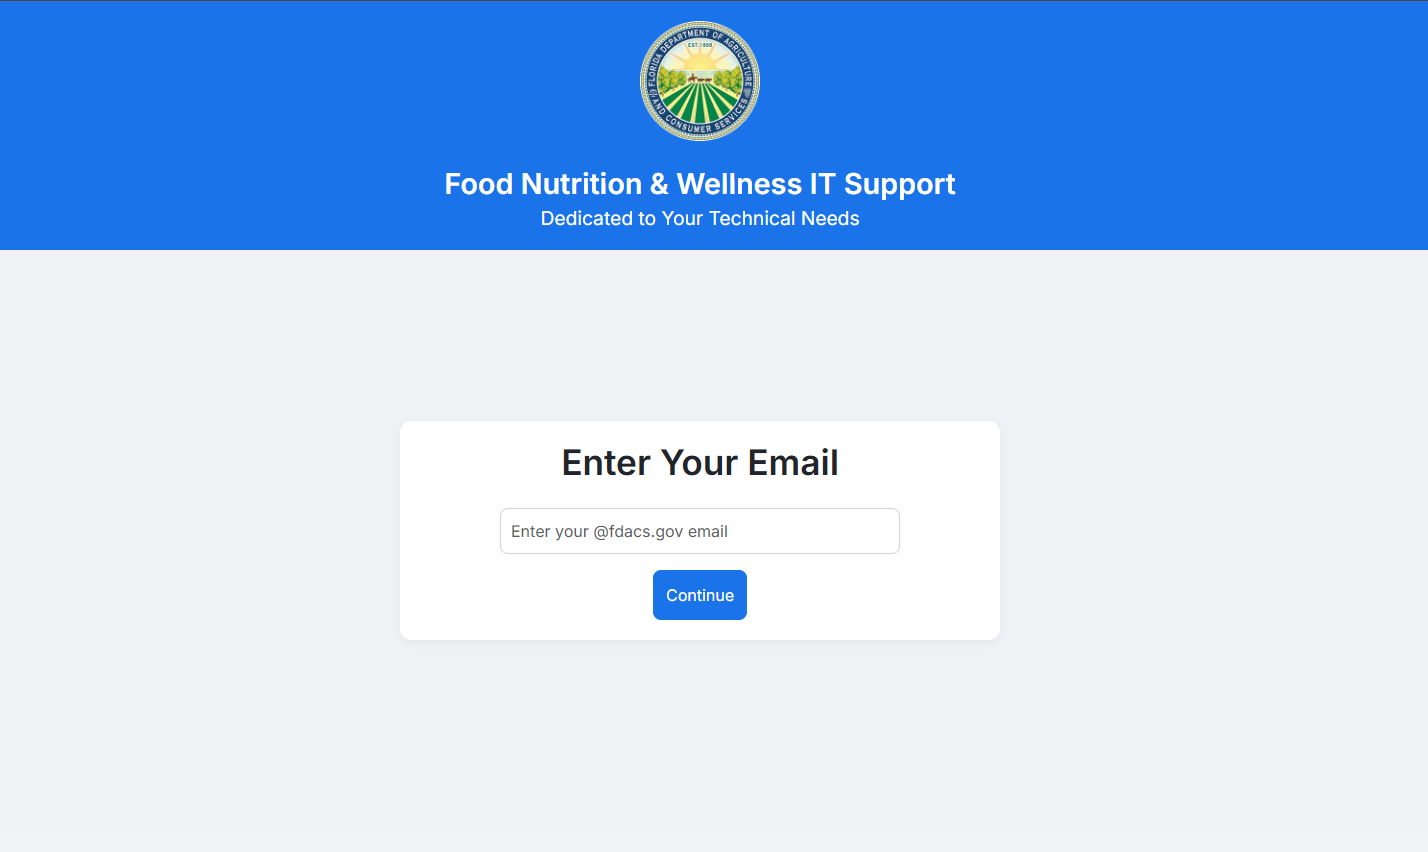 FLORIDA DEPARTMENT OF AGRICULTURE
EST. 1868
AND CONSUMER SERVICES
Food Nutrition & Wellness IT Support
Dedicated to Your Technical Needs
Enter Your Email
Enter your @fdacs.gov email
Continue